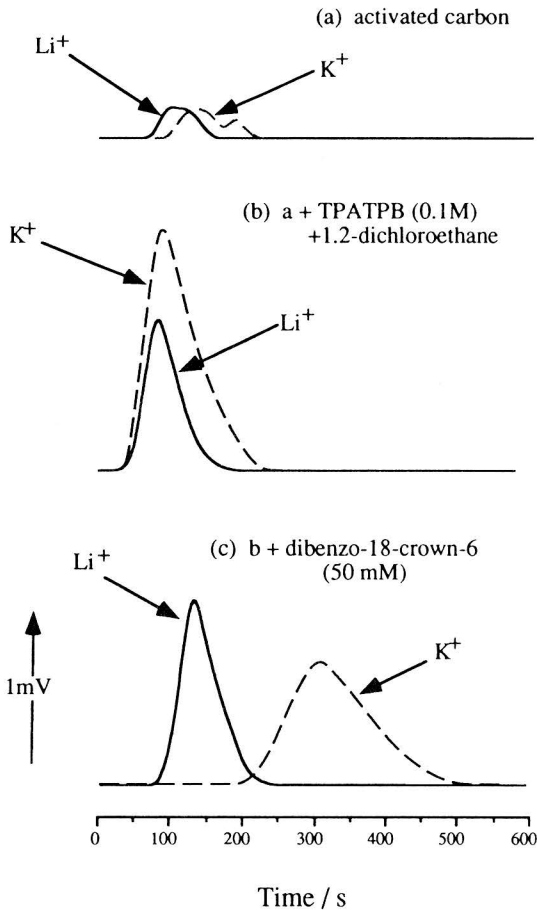 (a) activated carbon
Li+
K+
(b) a + TPATPB (0.1M)
+1.2-dichloroethane
K+
Li+
(c) b + dibenzo-18-crown-6
(50 mM)
Li+
K+
1mV
0 100 200 300 400 500 600
Time / s